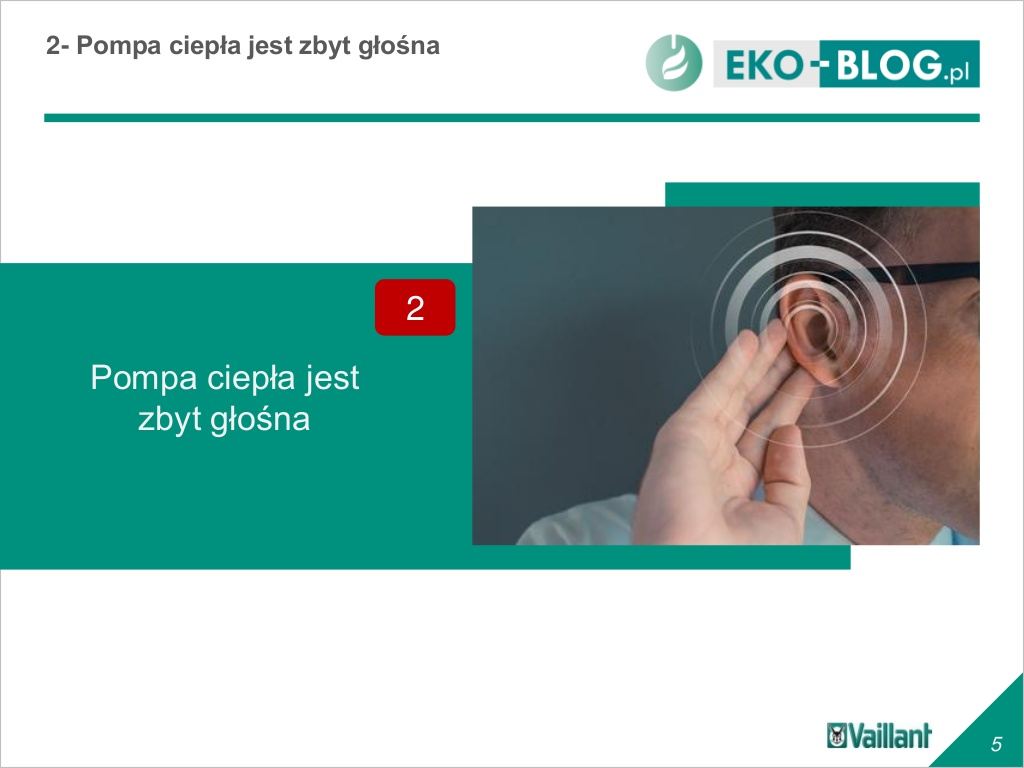 2- Pompa ciepła jest zbyt głośna
EKO-BLOG.pl
2
Pompa ciepła jest
zbyt głośna
Vaillant
5